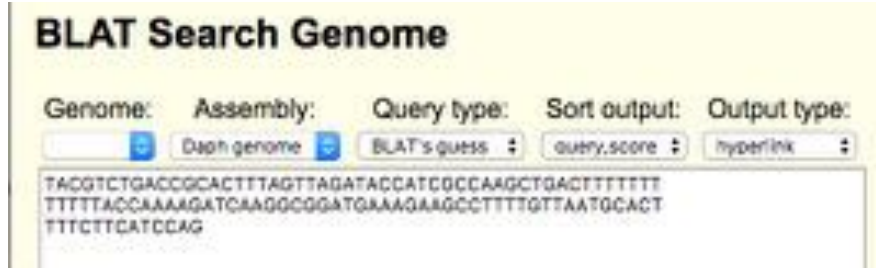 BLAT Search Genome
Genome: Assembly: Query type: Sort output: Output type:
Daph genome BLAT's guess query,score hyperlink
TACGTCTGACCGCACTTTAGTTAGATACCATCGCCAAGCTGACTTTTTTT
TTTTTACCAAAAGATCAAGGCGGATGAAAGAAGCCTTTTGTTAATGCACT
TTTCTTCATCCAG